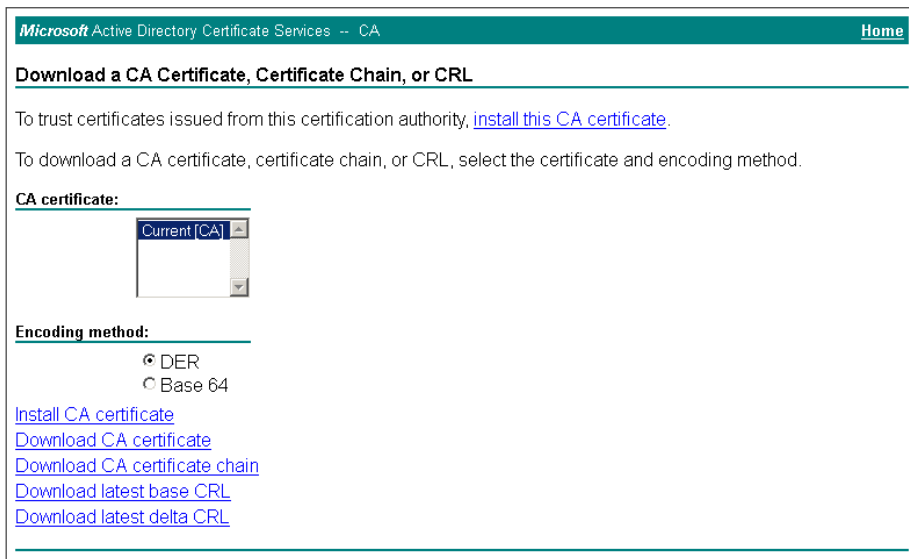 Microsoft Active Directory Certificate Services -- CA Home
Download a CA Certificate, Certificate Chain, or CRL
To trust certificates issued from this certification authority, install this CA certificate.
To download a CA certificate, certificate chain, or CRL, select the certificate and encoding method.
CA certificate:
Current [CA]
Encoding method:
DER
Base 64
Install CA certificate
Download CA certificate
Download CA certificate chain
Download latest base CRL
Download latest delta CRL